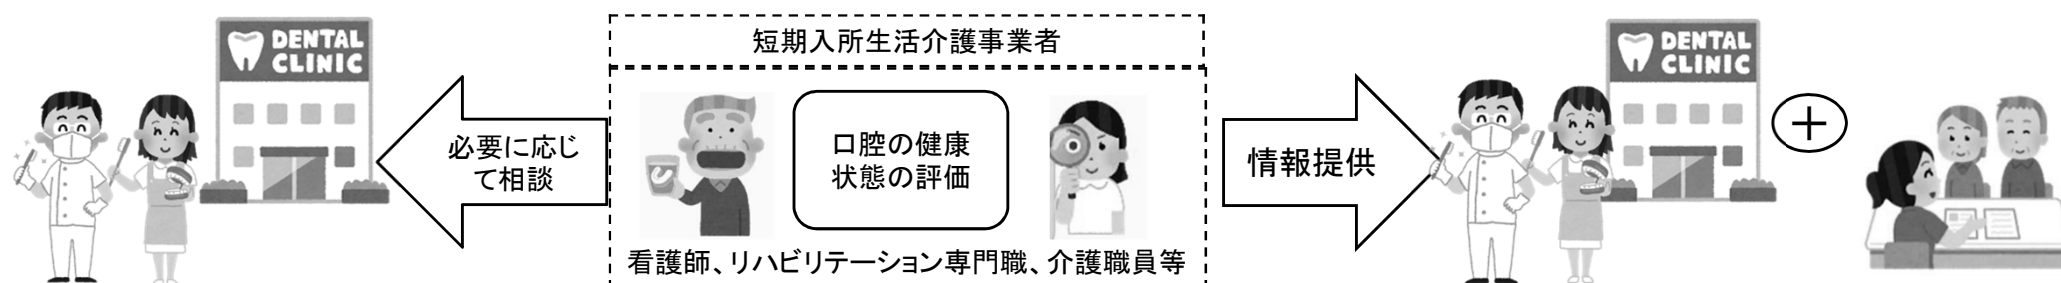 DENTAL
CLINIC
必要に応じ
て相談
短期入所生活介護事業者
口腔の健康
状態の評価
看護師、リハビリテーション専門職、介護職員等
情報提供
DENTAL
CLINIC
+